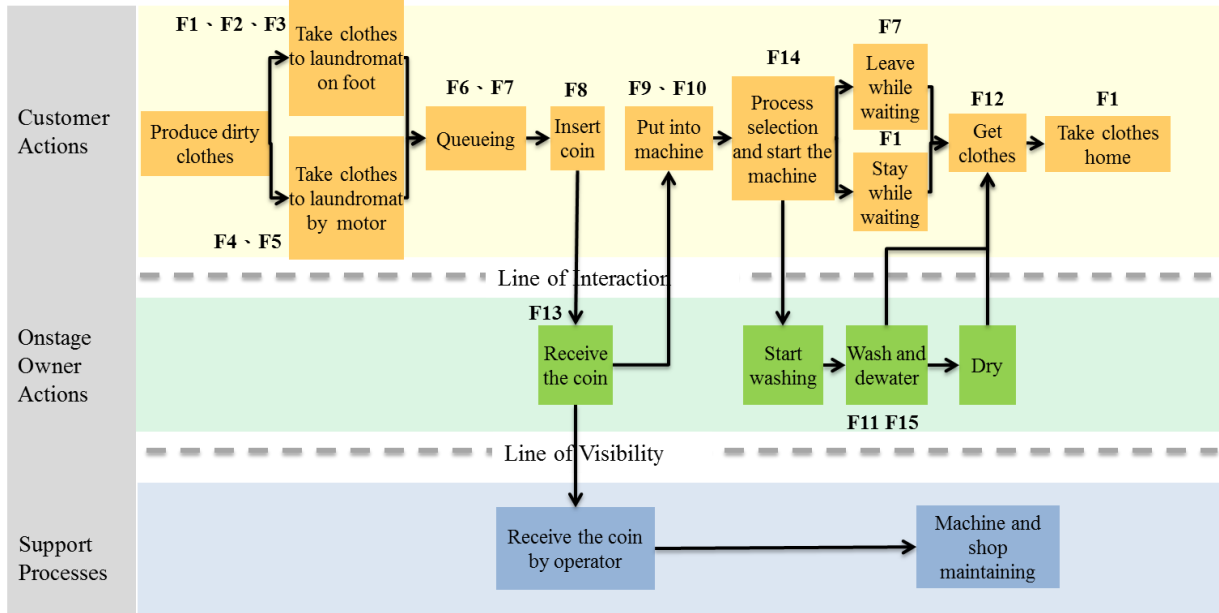 Customer
Actions
F1、F2、F3
Take clothes
to laundromat
on foot
Produce dirty
clothes
Take clothes
to laundromat
by motor
F4、F5
F6、F7
Queueing
F8
Insert
coin
F9、F10
Put into
machine
F14
Process
selection
and start the
machine
F7
Leave
while
waiting
F1
Stay
while
waiting
F12
Get
clothes
F1
Take clothes
home
Line of Interaction
Onstage
Owner
Actions
F13
Receive
the coin
Start
washing
Wash and
dewater
F11 F15
Dry
Line of Visibility
Support
Processes
Receive the coin
by operator
Machine and
shop
maintaining